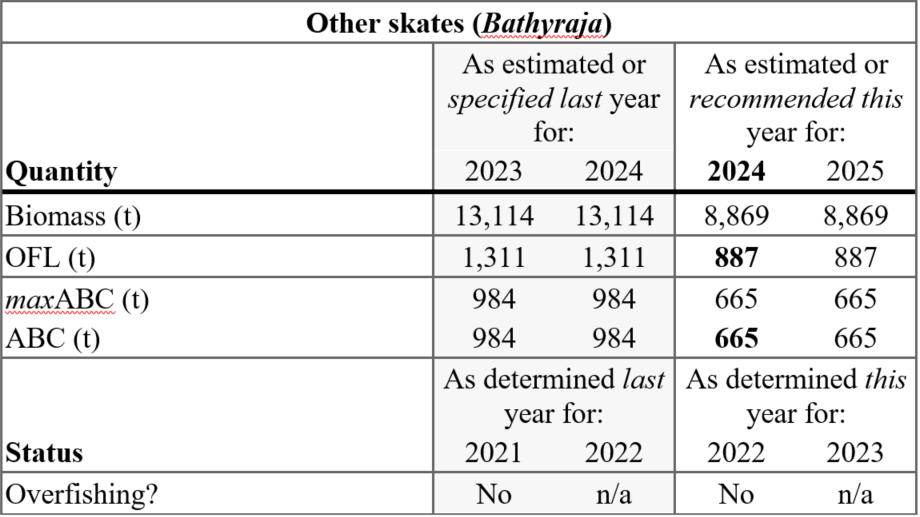 Other skates (Bathyraja)
As estimated or As estimated or
specified last year recommended this
for: year for:
Quantity 2023 2024 2024 2025
Biomass (t) 13,114 13,114 8,869 8,869
OFL (t) 1,311 1,311 887 887
maxABC (t) 984 984 665 665
ABC (t) 984 984 665 665
As determined last As determined this
year for: year for:
Status 2021 2022 2022 2023
Overfishing? No n/a No n/a